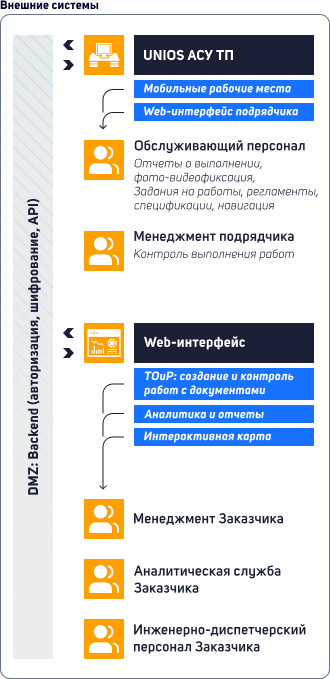 Внешние системы
DMZ: Backend (авторизация, шифрование, API)
UNIOS АСУ ТП
Мобильные рабочие места
Web-интерфейс подрядчика
Обслуживающий персонал
Отчеты о выполнении,
фото-видеофиксация,
Задания на работы, регламенты,
спецификации, навигация
Менеджмент подрядчика
Контроль выполнения работ
Web-интерфейс
ТОиР: создание и контроль
работ с документами
Аналитика и отчеты
Интерактивная карта
Менеджмент Заказчика
Аналитическая служба
Заказчика
Инженерно-диспетчерский
персонал Заказчика